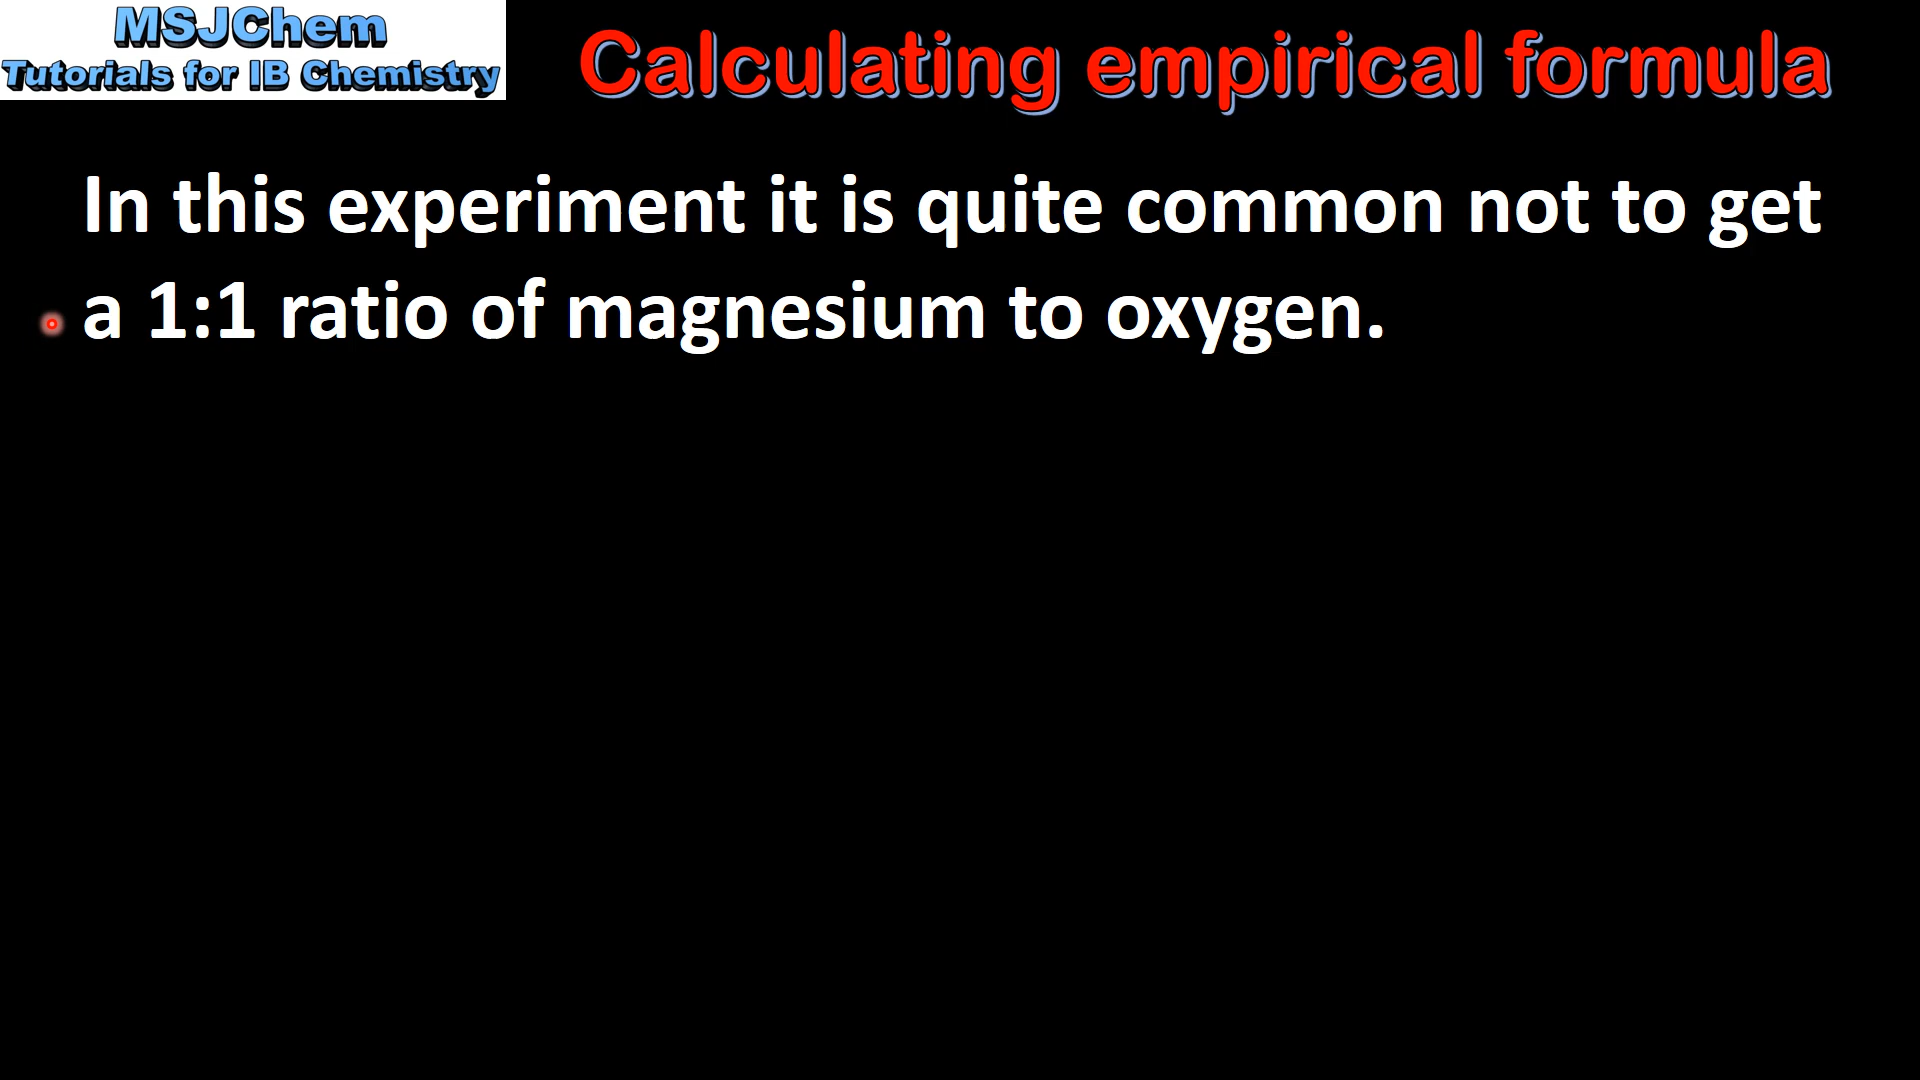 MSJChem
Tutorials for IB Chemistry
Calculating empirical formula
In this experiment it is quite common not to get
a 1:1 ratio of magnesium to oxygen.